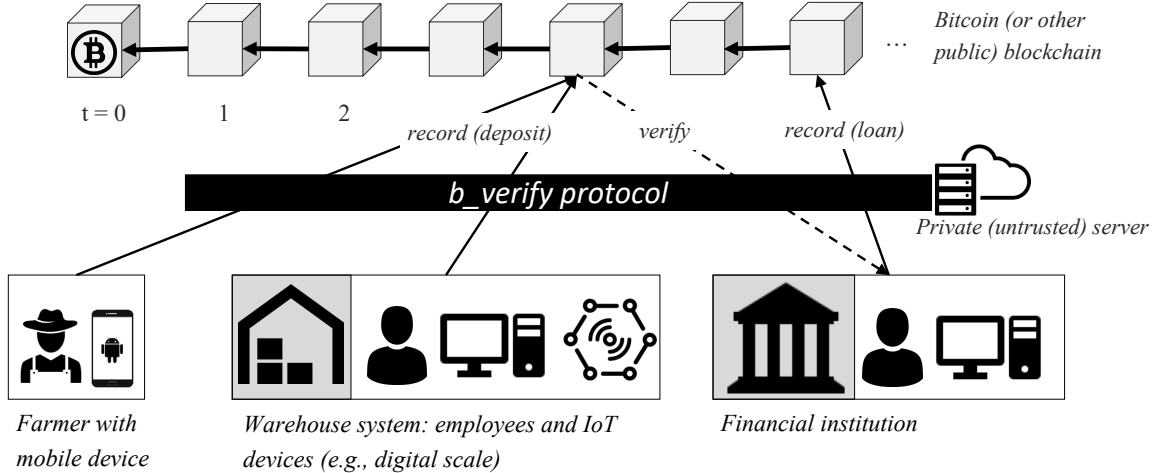 Bitcoin (or other
public) blockchain
...
t = 0
1
2
record (deposit)
verify
record (loan)
b_verify protocol
Private (untrusted) server
Farmer with
mobile device
Warehouse system: employees and IoT
devices (e.g., digital scale)
Financial institution